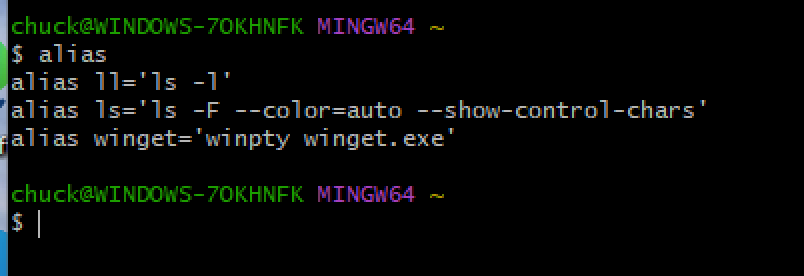 chuck@WINDOWS-7OKHNFK MINGW64 ~
$ alias
alias ll='ls -l'
alias ls='ls -F --color=auto --show-control-chars'
alias winget='winpty winget.exe'
chuck@WINDOWS-7OKHNFK MINGW64 ~
$